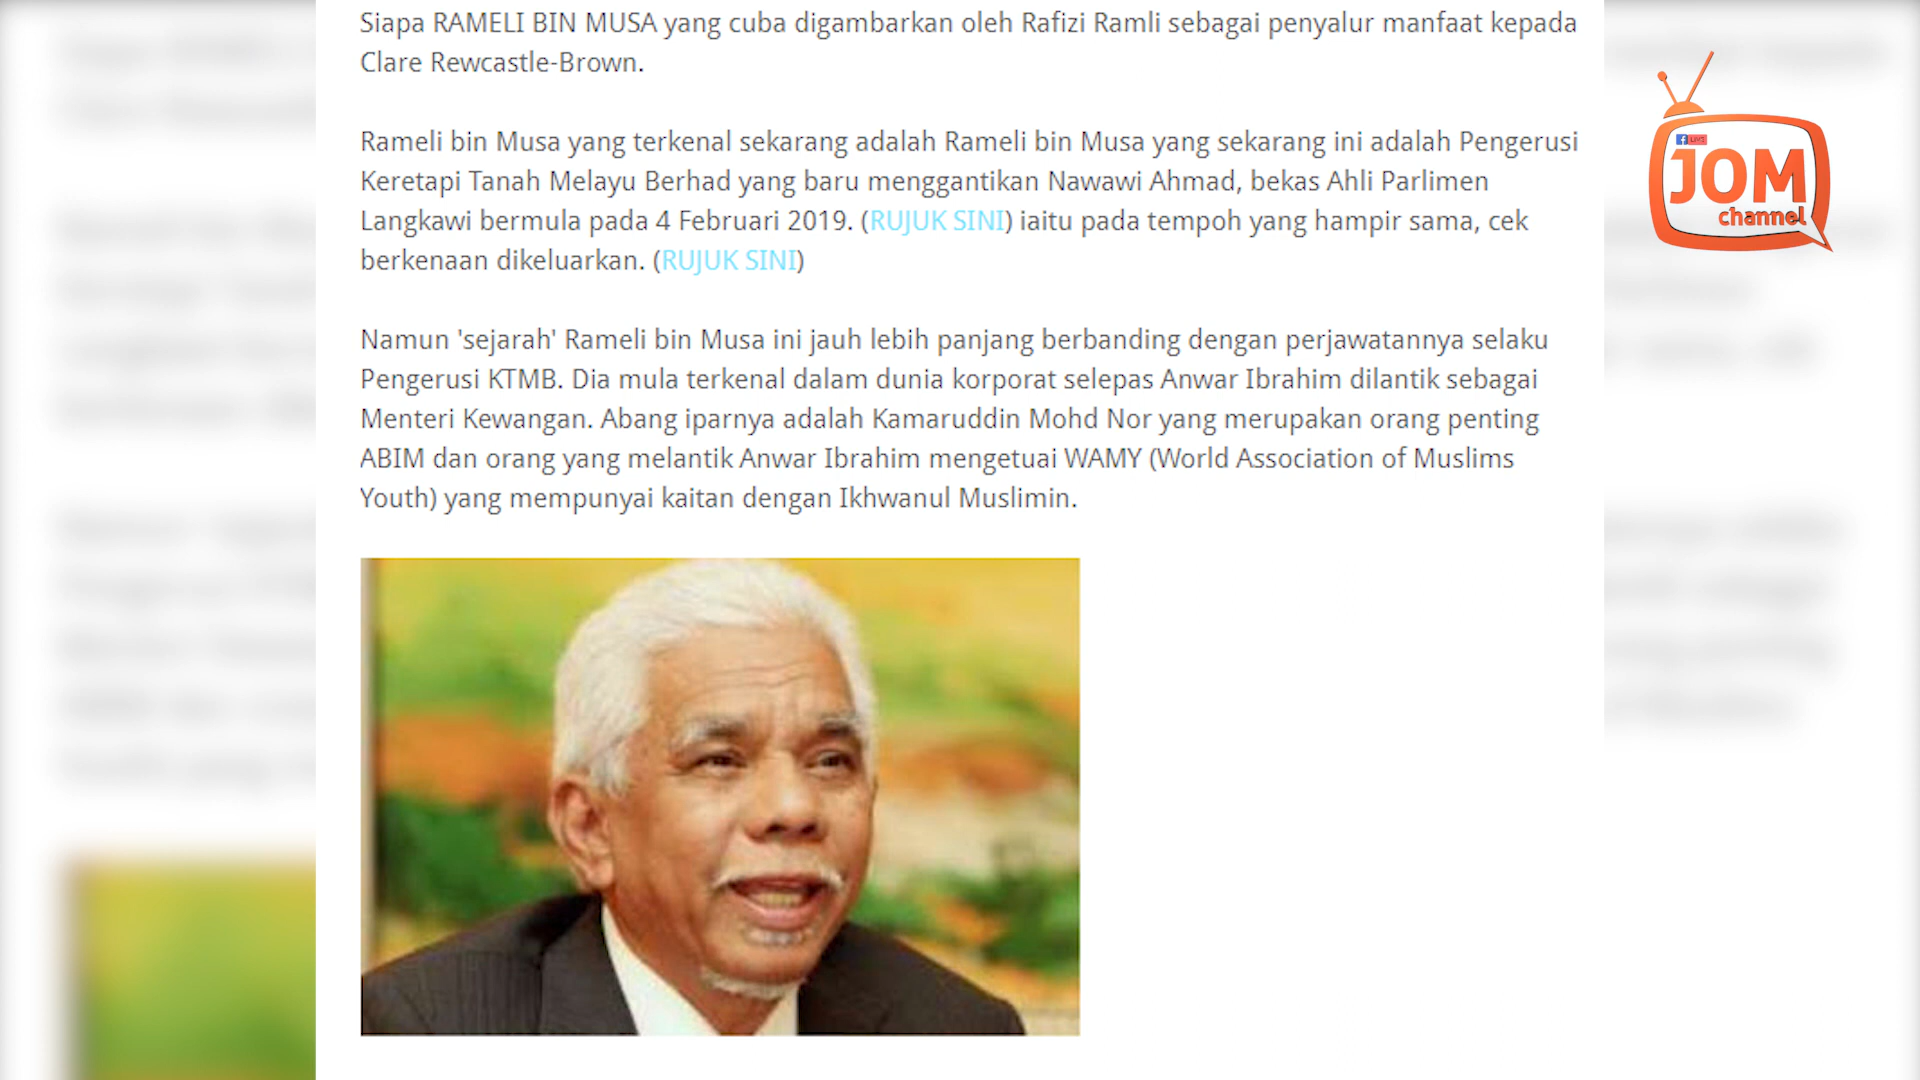 Siapa RAMELI BIN MUSA yang cuba digambarkan oleh Rafizi Ramli sebagai penyalur manfaat kepada
Clare Rewcastle-Brown.
Rameli bin Musa yang terkenal sekarang adalah Rameli bin Musa yang sekarang ini adalah Pengerusi
Keretapi Tanah Melayu Berhad yang baru menggantikan Nawawi Ahmad, bekas Ahli Parlimen
Langkawi bermula pada 4 Februari 2019. (RUJUK SINI) iaitu pada tempoh yang hampir sama, cek
berkenaan dikeluarkan. (RUJUK SINI)
Namun 'sejarah' Rameli bin Musa ini jauh lebih panjang berbanding dengan perjawatannya selaku
Pengerusi KTMB. Dia mula terkenal dalam dunia korporat selepas Anwar Ibrahim dilantik sebagai
Menteri Kewangan. Abang iparnya adalah Kamaruddin Mohd Nor yang merupakan orang penting
ABIM dan orang yang melantik Anwar Ibrahim mengetuai WAMY (World Association of Muslims
Youth) yang mempunyai kaitan dengan Ikhwanul Muslimin.
f LIVE
JOM
channel